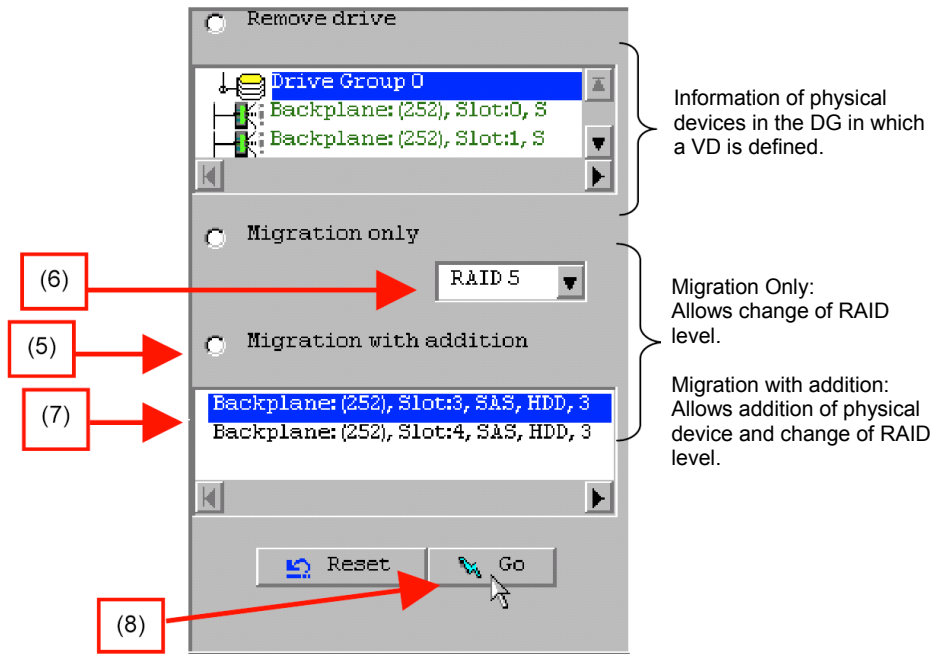 Remove drive
Drive Group 0
Backplane: (252), Slot:0, S
Backplane: (252), Slot:1, S
Information of physical
devices in the DG in which
a VD is defined.
Migration only
(6)
RAID 5
(5)
Migration with addition
Migration Only:
Allows change of RAID
level.
Migration with addition:
Allows addition of physical
device and change of RAID
level.
(7)
Backplane: (252), Slot:3, SAS, HDD, 3
Backplane: (252), Slot:4, SAS, HDD, 3
Reset
Go
(8)